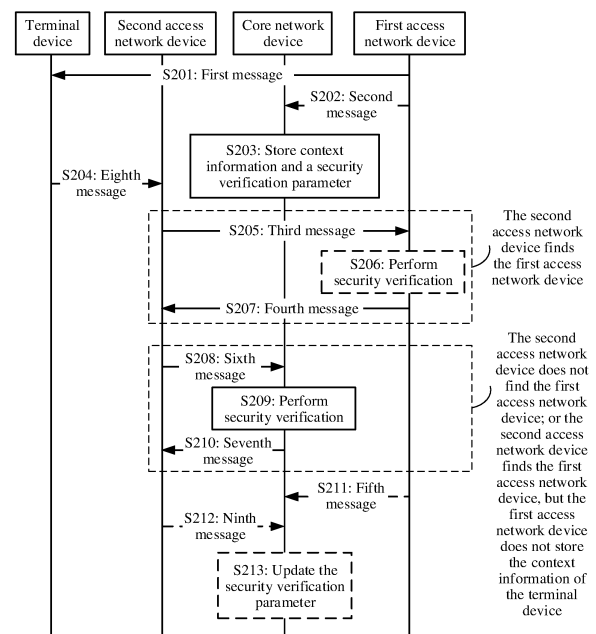 Terminal
device
Second access
network device
Core network
device
First access
network device
S201: First message
S202: Second
message
S203: Store context
information and a security
verification parameter
S204: Eighth
message
S205: Third message
The second
access network
device finds
the first access
network device
S206: Perform
security verification
S207: Fourth message
The second
access network
device does not
find the first
access network
device; or the
second access
network device
finds the first
access network
device, but the
first access
network device
does not store
the context
information of
the terminal
device
S208: Sixth
message
S209: Perform
security verification
S210: Seventh
message
S211: Fifth
message
S212: Ninth
message
S213: Update the
security verification
parameter